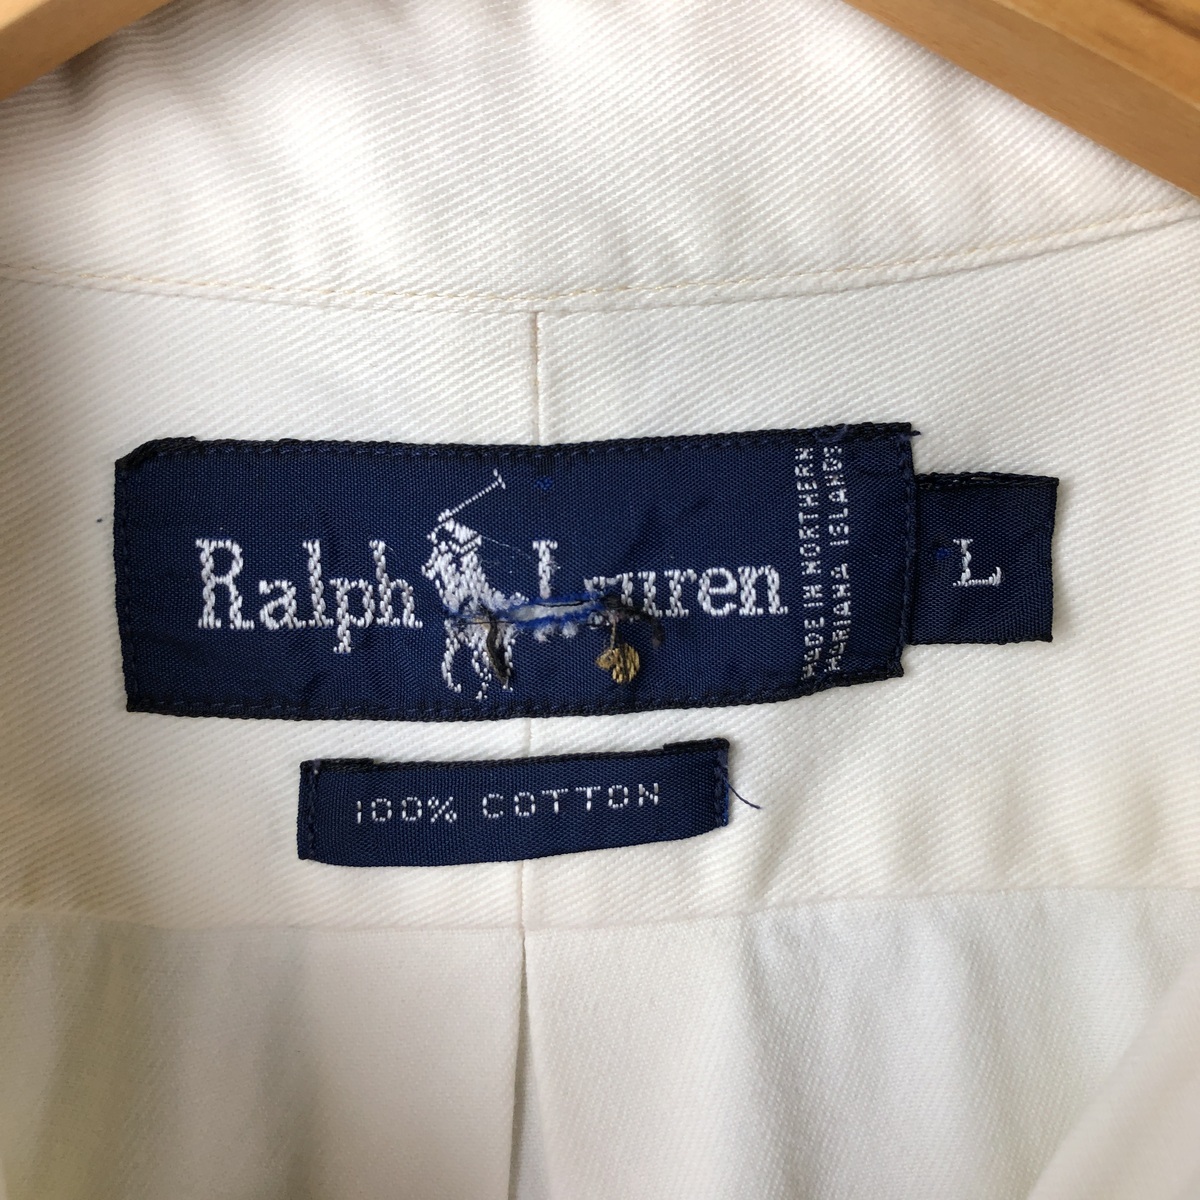 Ralph Lauren
MADE IN NORTHERN
MARIANA ISLANDS
L
100% COTTON